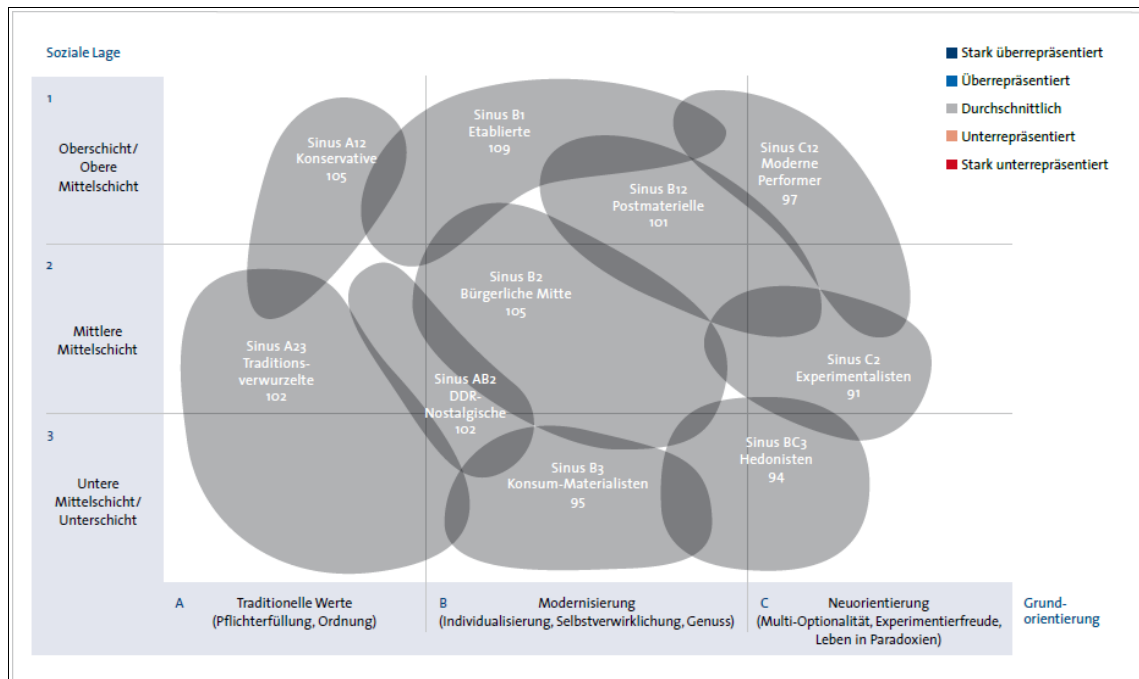 Soziale Lage
Stark überrepräsentiert
Überrepräsentiert
Durchschnittlich
Unterrepräsentiert
Stark unterrepräsentiert
1
Oberschicht/
Obere
Mittelschicht
2
Mittlere
Mittelschicht
3
Untere
Mittelschicht/
Unterschicht
Sinus A12
Konservative
105
Sinus B1
Etablierte
109
Sinus C12
Moderne
Performer
97
Sinus B12
Postmaterielle
101
Sinus B2
Bürgerliche Mitte
105
Sinus A23
Traditions-
verwurzelte
102
Sinus AB2
DDR-
Nostalgische
102
Sinus C2
Experimentalisten
91
Sinus B3
Konsum-Materialisten
95
Sinus BC3
Hedonisten
94
A
Traditionelle Werte
(Pflichterfüllung, Ordnung)
B
Modernisierung
(Individualisierung, Selbstverwirklichung, Genuss)
C
Neuorientierung
(Multi-Optionalität, Experimentierfreude,
Leben in Paradoxien)
Grund-
orientierung